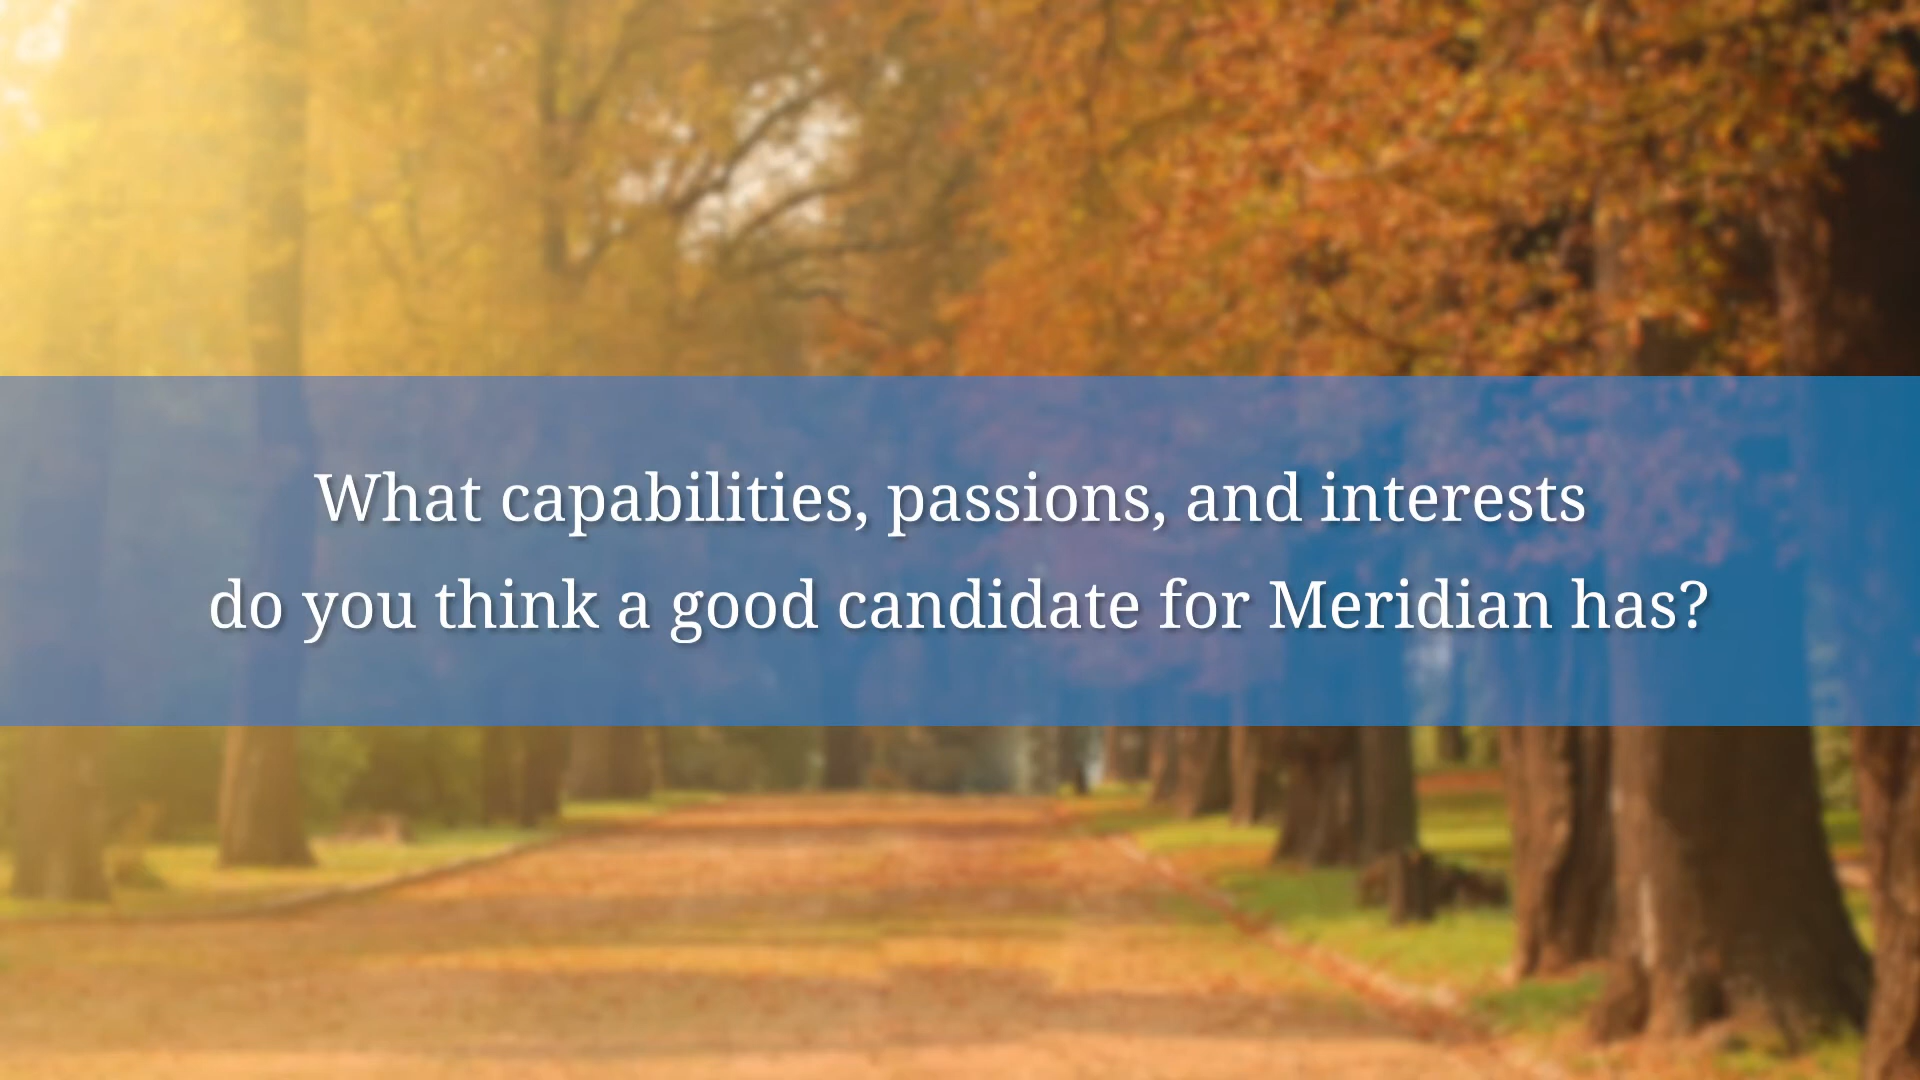 What capabilities, passions, and interests
do you think a good candidate for Meridian has?